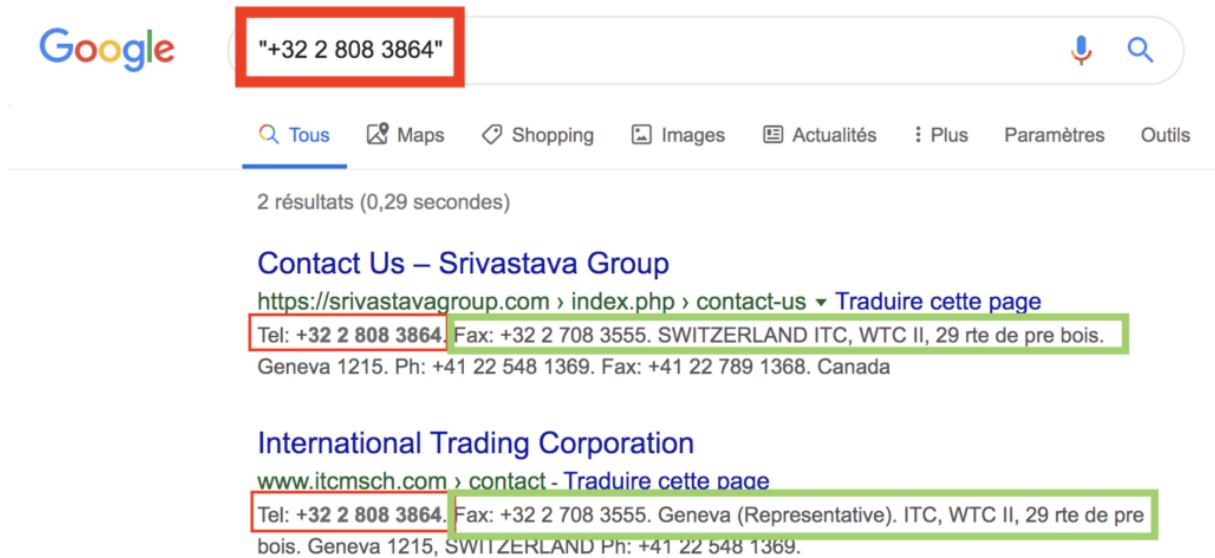 Google
"+32 2 808 3864"
Tous Maps Shopping Images Actualités Plus Paramètres Outils
2 résultats (0,29 secondes)
Contact Us – Srivastava Group
https://srivastavagroup.com › index.php › contact-us ▾ Traduire cette page
Tel: +32 2 808 3864. Fax: +32 2 708 3555. SWITZERLAND ITC, WTC II, 29 rte de pre bois.
Geneva 1215. Ph: +41 22 548 1369. Fax: +41 22 789 1368. Canada
International Trading Corporation
www.itcmsch.com › contact - Traduire cette page
Tel: +32 2 808 3864. Fax: +32 2 708 3555. Geneva (Representative). ITC, WTC II, 29 rte de pre
bois. Geneva 1215, SWITZERLAND Ph: +41 22 548 1369.